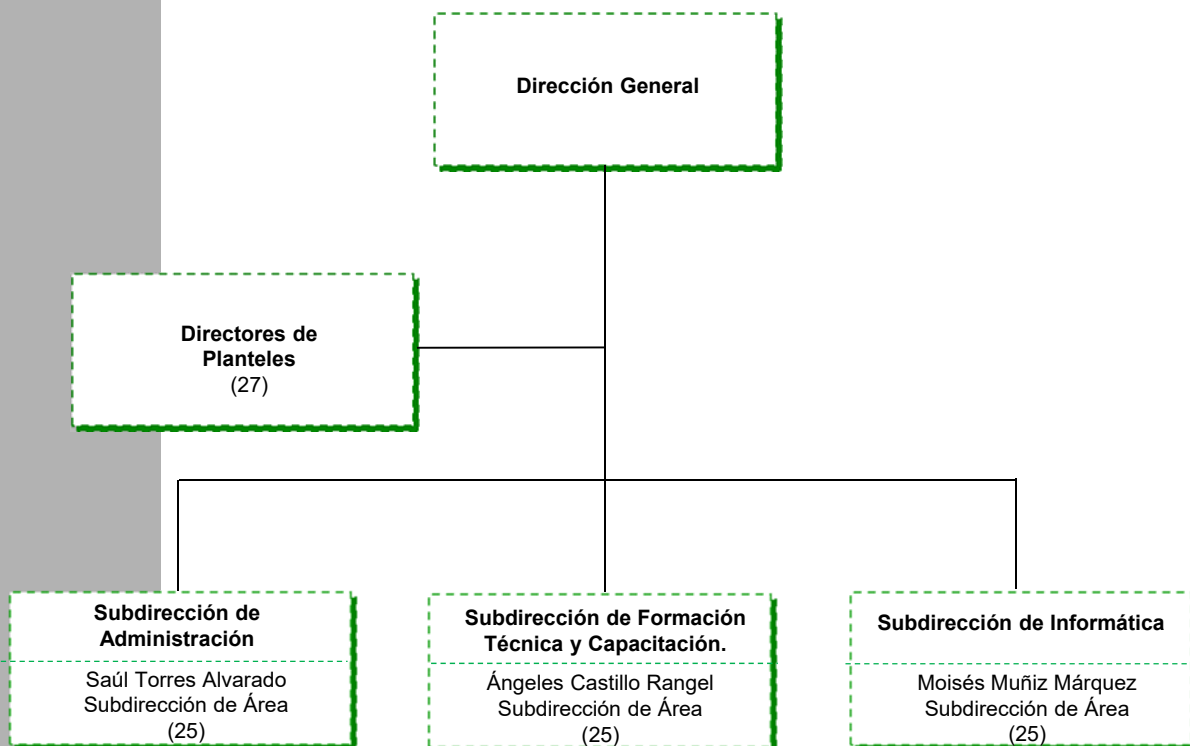 Dirección General
Directores de
Planteles
(27)
Subdirección de
Administración
Saúl Torres Alvarado
Subdirección de Área
(25)
Subdirección de Formación
Técnica y Capacitación.
Ángeles Castillo Rangel
Subdirección de Área
(25)
Subdirección de Informática
Moisés Muñiz Márquez
Subdirección de Área
(25)